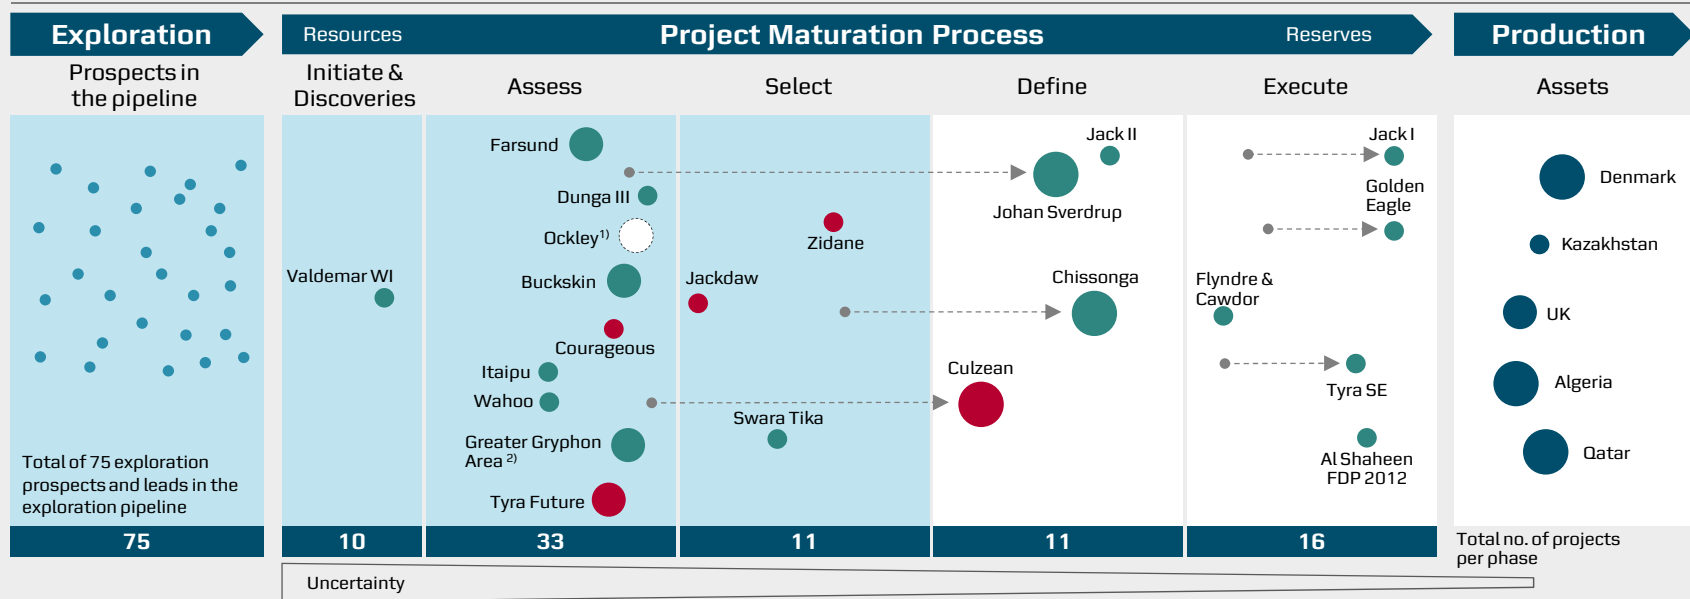 Exploration
Resources
Project Maturation Process
Reserves
Production
Prospects in
the pipeline
Initiate &
Discoveries
Assess
Select
Define
Execute
Assets
Farsund
Dunga III
Ockley1)
Buckskin
Courageous
Itaipu
Wahoo
Greater Gryphon
Area 2)
Tyra Future
Valdemar WI
Zidane
Jackdaw
Swara Tika
Jack II
Johan Sverdrup
Chissonga
Culzean
Jack I
Golden
Eagle
Flyndre &
Cawdor
Tyra SE
Al Shaheen
FDP 2012
Denmark
Kazakhstan
UK
Algeria
Qatar
Total of 75 exploration
prospects and leads in the
exploration pipeline
75
10
33
11
11
16
Total no. of projects
per phase
Uncertainty